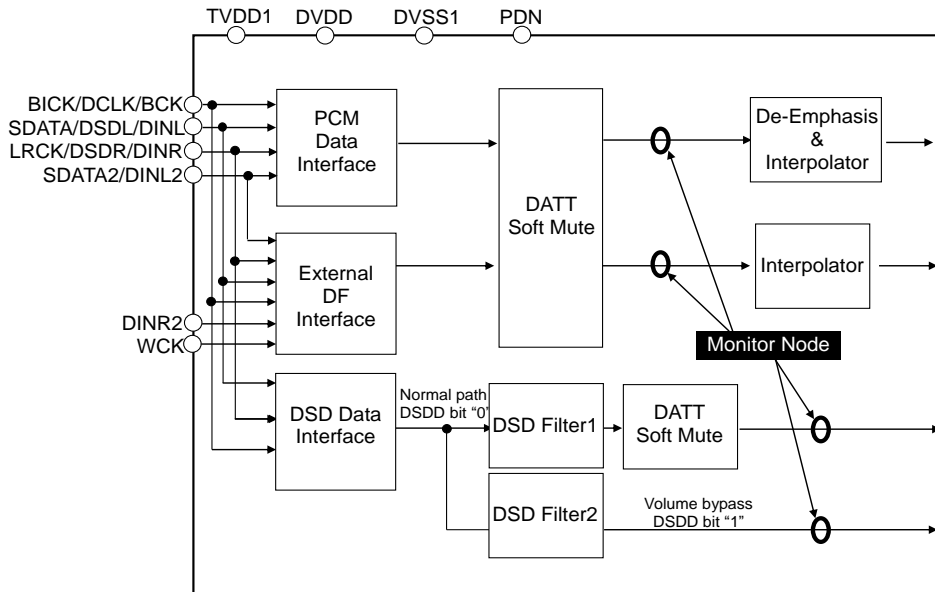 TVDD1 DVDD DVSS1 PDN
BICK/DCLK/BCK
SDATA/DSDL/DINL
LRCK/DSDR/DINR
SDATA2/DINL2
PCM
Data
Interface
DATT
Soft Mute
De-Emphasis
&
Interpolator
External
DF
Interface
Interpolator
DINR2
WCK
Monitor Node
DSD Data
Interface
Normal path
DSDD bit “0”
DSD Filter1
DATT
Soft Mute
DSD Filter2
Volume bypass
DSDD bit “1”